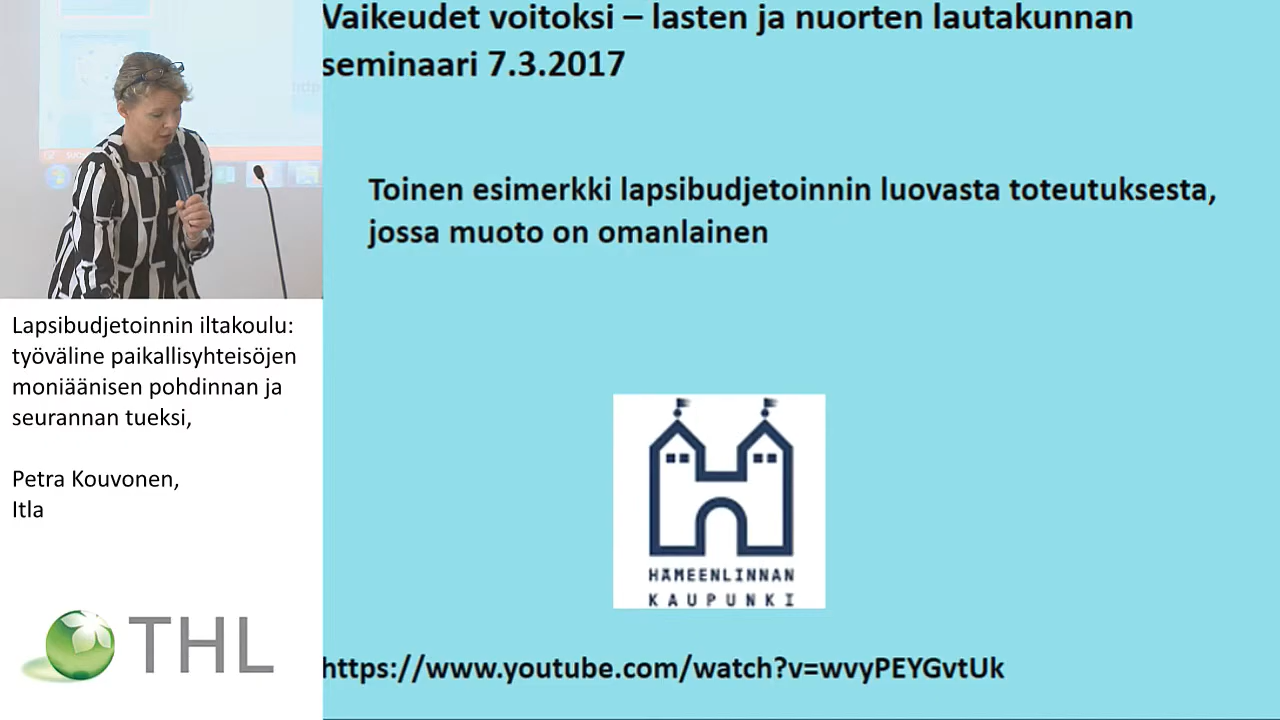 Vaikeudet voitoksi – lasten ja nuorten lautakunnan
seminaari 7.3.2017
Toinen esimerkki lapsibudjetoinnin luovasta toteutuksesta,
jossa muoto on omanlainen
HÄMEENLINNAN
KAUPUNKI
https://www.youtube.com/watch?v=wvyPEYGvtUk
Lapsibudjetoinnin iltakoulu:
työväline paikallisyhteisöjen
moniäänisen pohdinnan ja
seurannan tueksi,
Petra Kouvonen,
Itla
THL